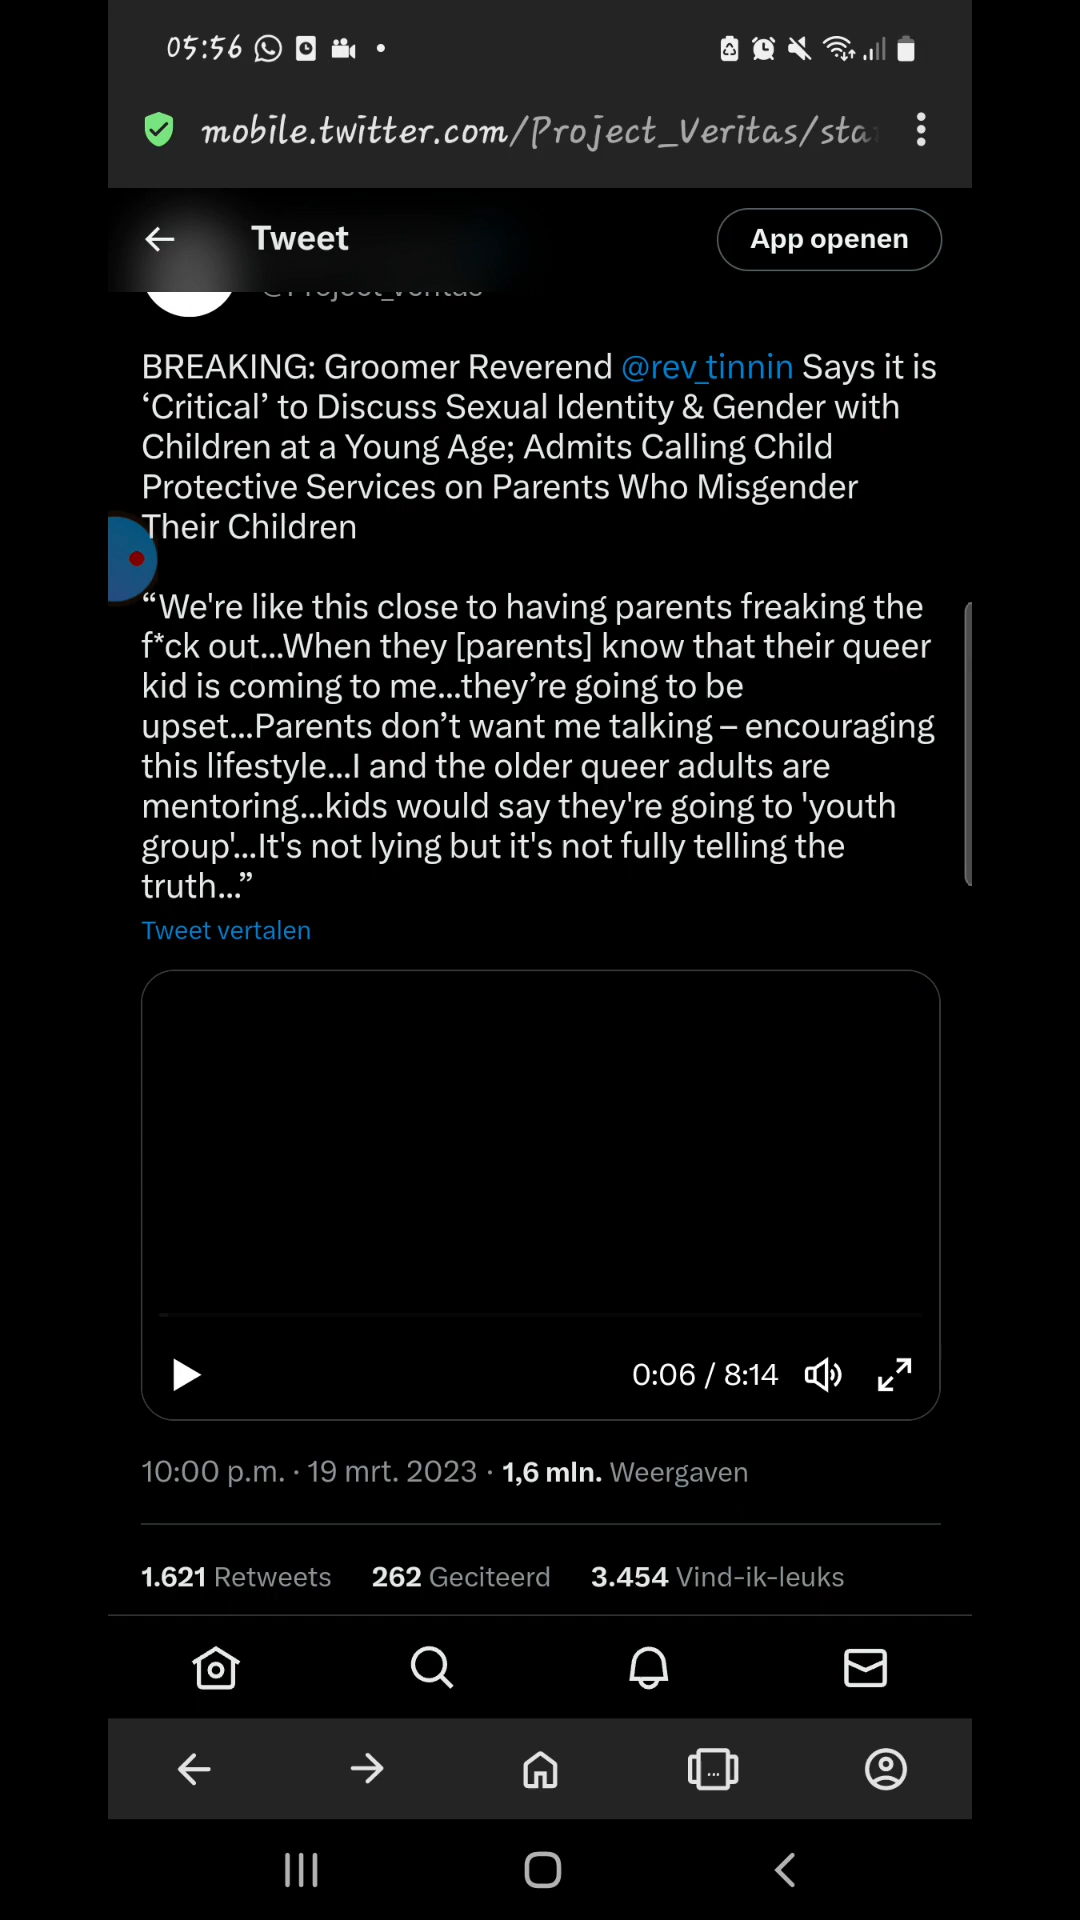 05:56
mobile.twitter.com/Project_Veritas/sta
Tweet
App openen
@Project_Veritas
BREAKING: Groomer Reverend @rev_tinnin Says it is
‘Critical’ to Discuss Sexual Identity & Gender with
Children at a Young Age; Admits Calling Child
Protective Services on Parents Who Misgender
Their Children
“We're like this close to having parents freaking the
f*ck out...When they [parents] know that their queer
kid is coming to me...they’re going to be
upset...Parents don’t want me talking – encouraging
this lifestyle...I and the older queer adults are
mentoring...kids would say they're going to 'youth
group'...It's not lying but it's not fully telling the
truth...”
Tweet vertalen
0:06 / 8:14
10:00 p.m. · 19 mrt. 2023 · 1,6 mln. Weergaven
1.621 Retweets 262 Geciteerd 3.454 Vind-ik-leuks